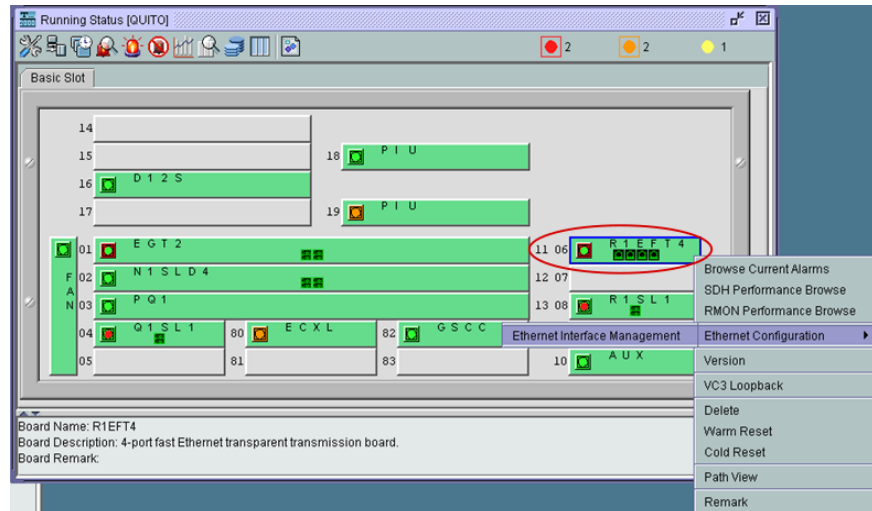 Running Status [QUITO]
2 2 1
Basic Slot
14
15
18 P I U
16 D 1 2 S
17
19 P I U
01 E G T 2
11 06 R 1 E F T 4
F A N
02 N 1 S L D 4
12 07
03 P Q 1
13 08 R 1 S L 1
04 Q 1 S L 1
80 E C X L
82 G S C C
05
81
83
10 A U X
Browse Current Alarms
SDH Performance Browse
RMON Performance Browse
Ethernet Interface Management
Ethernet Configuration
Version
VC3 Loopback
Delete
Warm Reset
Cold Reset
Path View
Remark
Board Name: R1EFT4
Board Description: 4-port fast Ethernet transparent transmission board.
Board Remark: